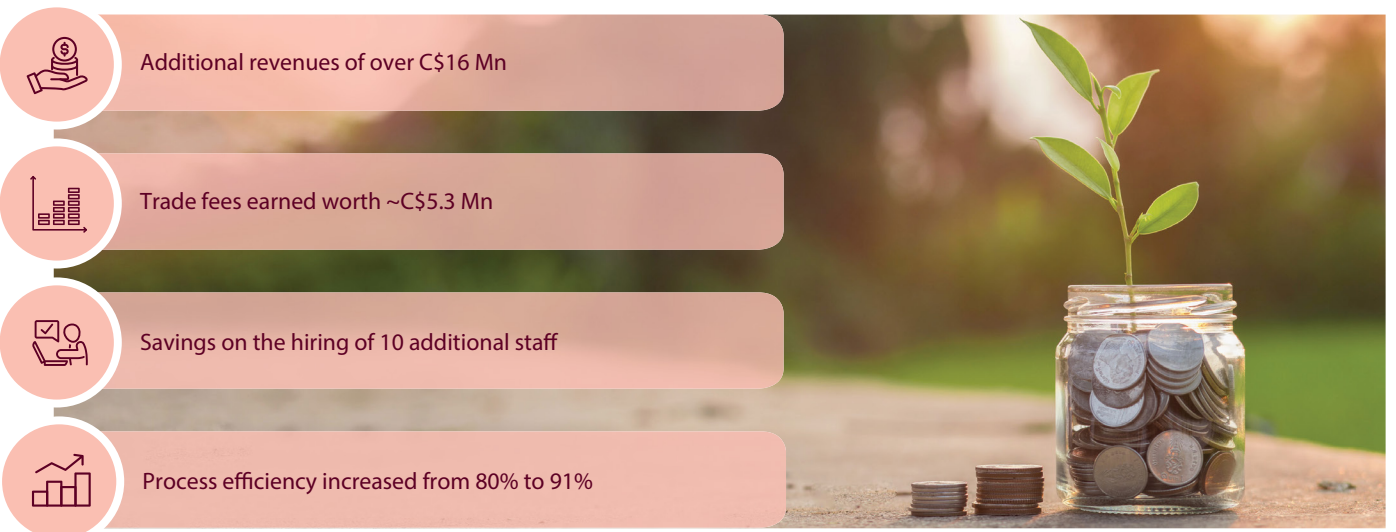 Additional revenues of over C$16 Mn
Trade fees earned worth ~C$5.3 Mn
Savings on the hiring of 10 additional staff
Process efficiency increased from 80% to 91%